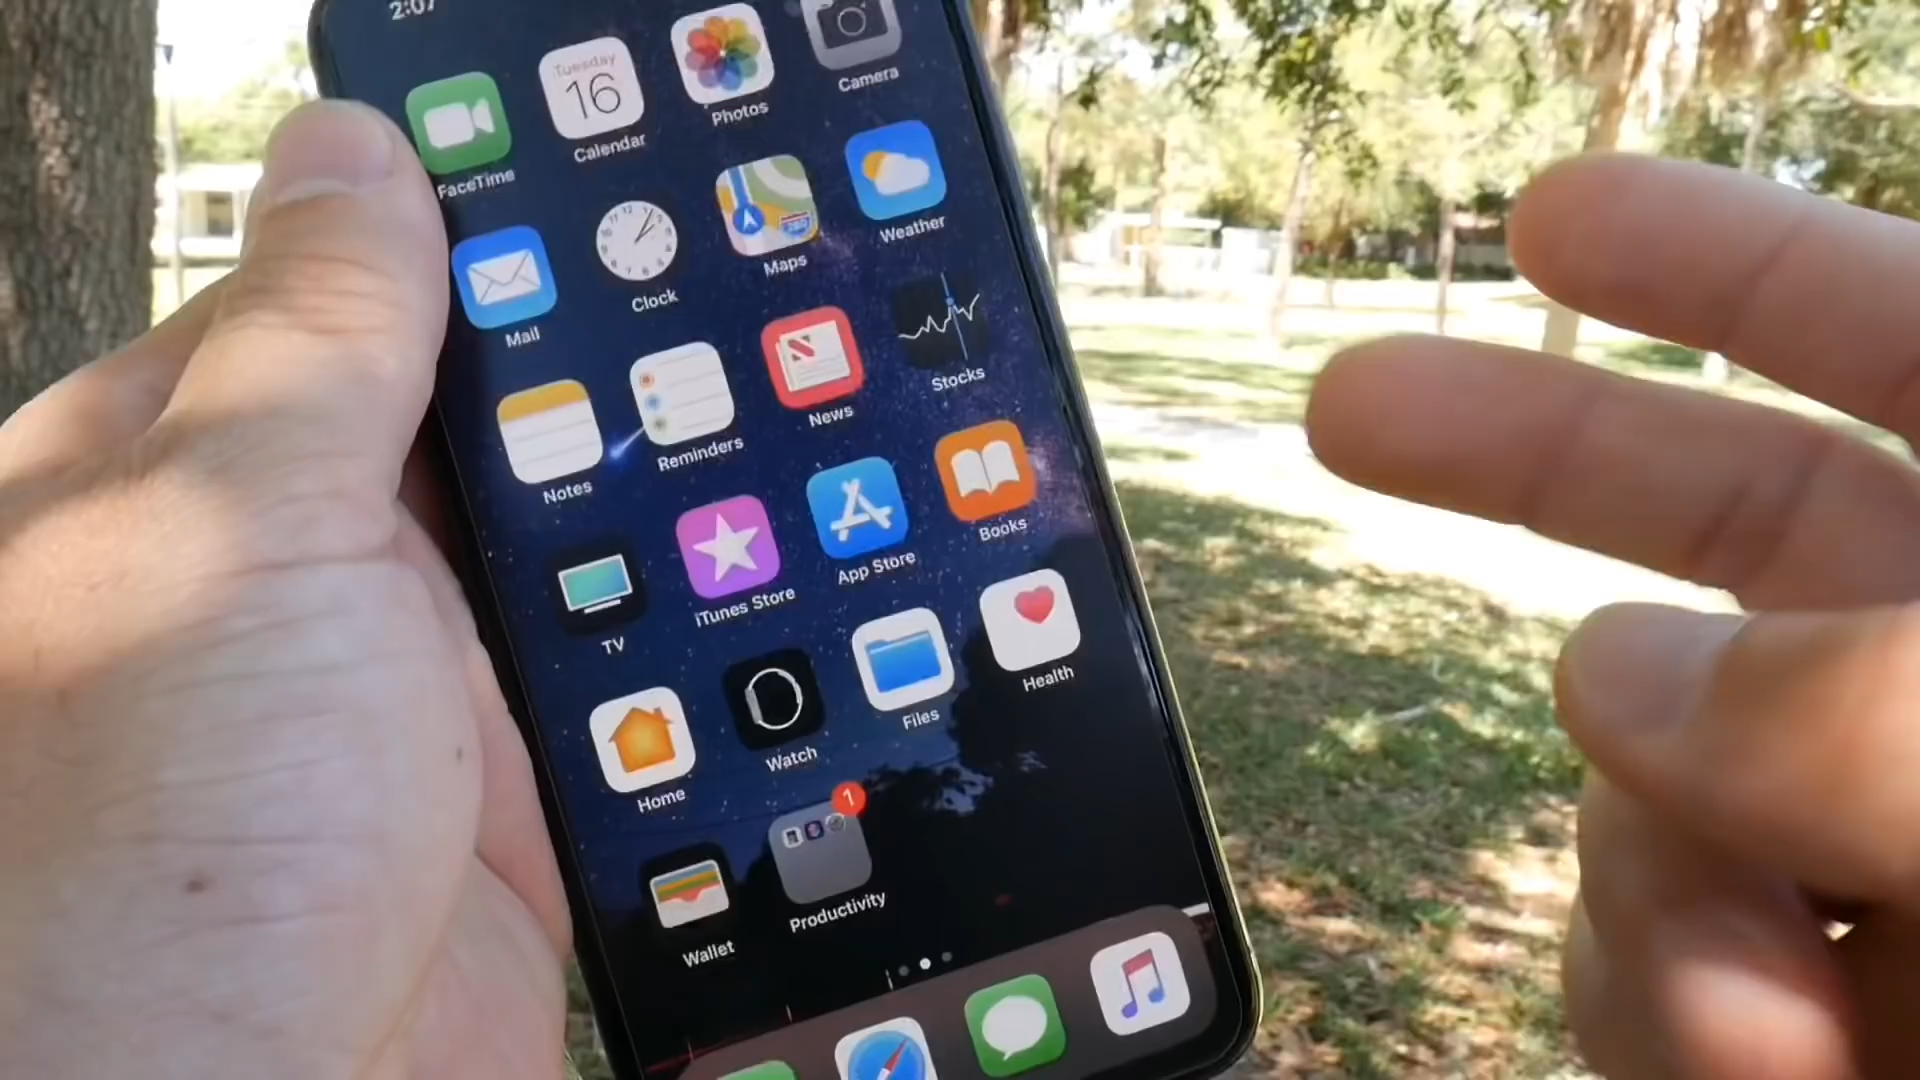 2:07
Tuesday
16
FaceTime
Calendar
Photos
Camera
Mail
Clock
Maps
280
Weather
Notes
Reminders
News
Stocks
TV
iTunes Store
App Store
Books
Home
Watch
Files
Health
Wallet
Productivity
1